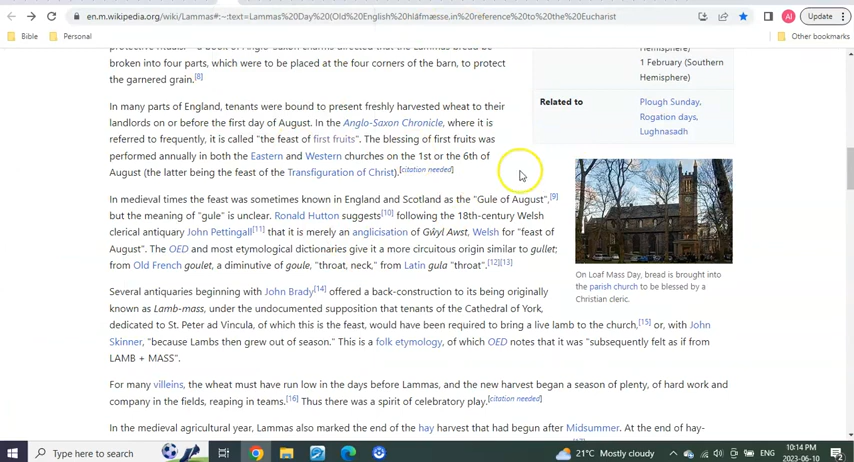 en.m.wikipedia.org/wiki/Lammas#:~:text=Lammas%20Day%20(Old%20English%20hlāfmæsse,in%20reference%20to%20the%20Eucharist
AI
Update
Bible
Personal
Other bookmarks
broken into four parts, which were to be placed at the four corners of the barn, to protect
the garnered grain.[8]
In many parts of England, tenants were bound to present freshly harvested wheat to their
landlords on or before the first day of August. In the Anglo-Saxon Chronicle, where it is
referred to frequently, it is called "the feast of first fruits". The blessing of first fruits was
performed annually in both the Eastern and Western churches on the 1st or the 6th of
August (the latter being the feast of the Transfiguration of Christ).[citation needed]
In medieval times the feast was sometimes known in England and Scotland as the "Gule of August",[9]
but the meaning of "gule" is unclear. Ronald Hutton suggests[10] following the 18th-century Welsh
clerical antiquary John Pettingall[11] that it is merely an anglicisation of Gŵyl Awst, Welsh for "feast of
August". The OED and most etymological dictionaries give it a more circuitous origin similar to gullet;
from Old French goulet, a diminutive of goule, "throat, neck," from Latin gula "throat".[12][13]
Several antiquaries beginning with John Brady[14] offered a back-construction to its being originally
known as Lamb-mass, under the undocumented supposition that tenants of the Cathedral of York,
dedicated to St. Peter ad Vincula, of which this is the feast, would have been required to bring a live lamb to the church,[15] or, with John
Skinner, "because Lambs then grew out of season." This is a folk etymology, of which OED notes that it was "subsequently felt as if from
LAMB + MASS".
For many villeins, the wheat must have run low in the days before Lammas, and the new harvest began a season of plenty, of hard work and
company in the fields, reaping in teams.[16] Thus there was a spirit of celebratory play.[citation needed]
In the medieval agricultural year, Lammas also marked the end of the hay harvest that had begun after Midsummer. At the end of hay-
Hemisphere)
1 February (Southern
Hemisphere)
Related to
Plough Sunday,
Rogation days,
Lughnasadh
On Loaf Mass Day, bread is brought into
the parish church to be blessed by a
Christian cleric.
Type here to search
21°C Mostly cloudy
ENG
10:14 PM
2023-06-10
2